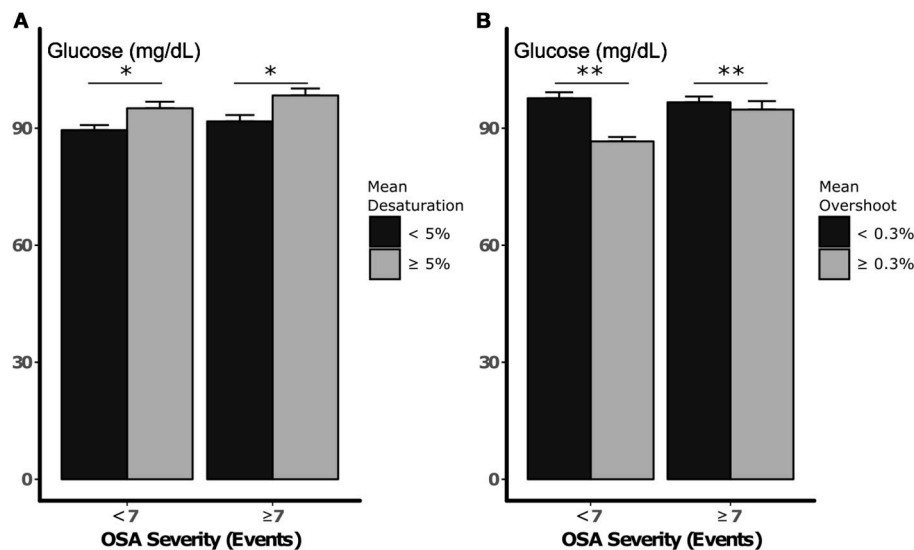 A
Glucose (mg/dL)
*
*
90
60
30
0
<7
≥7
OSA Severity (Events)
Mean
Desaturation
< 5%
≥ 5%
B
Glucose (mg/dL)
**
**
90
60
30
0
<7
≥7
OSA Severity (Events)
Mean
Overshoot
< 0.3%
≥ 0.3%